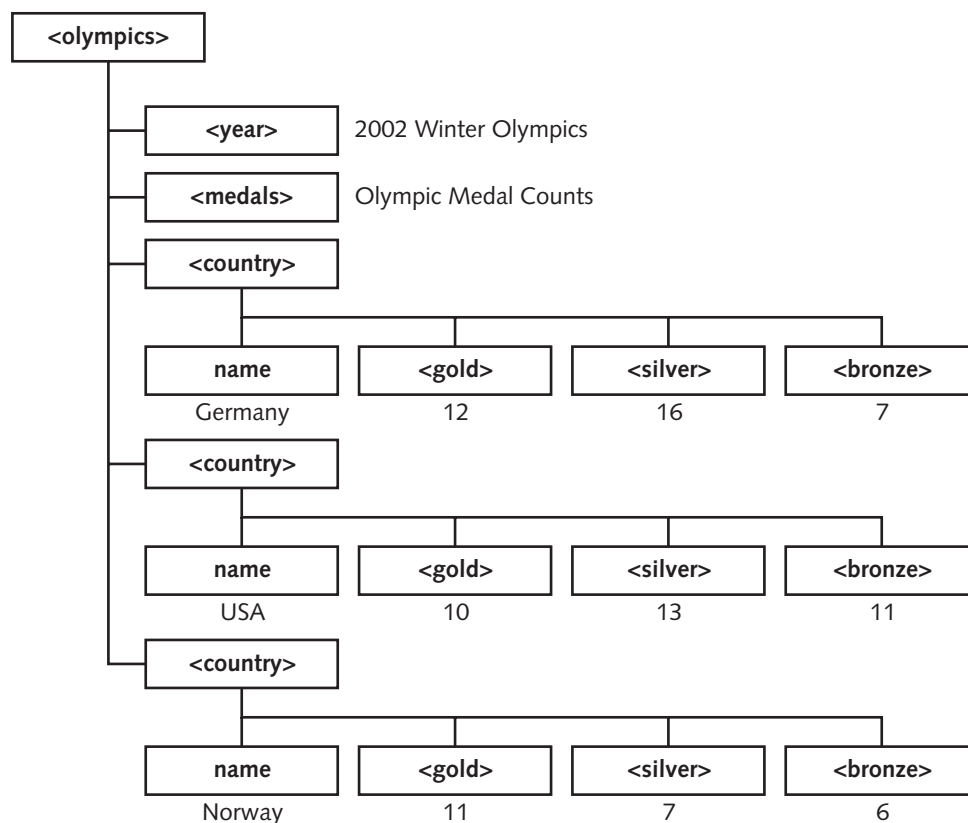 <olympics>
<year> 2002 Winter Olympics
<medals> Olympic Medal Counts
<country>
name <gold> <silver> <bronze>
Germany 12 16 7
<country>
name <gold> <silver> <bronze>
USA 10 13 11
<country>
name <gold> <silver> <bronze>
Norway 11 7 6